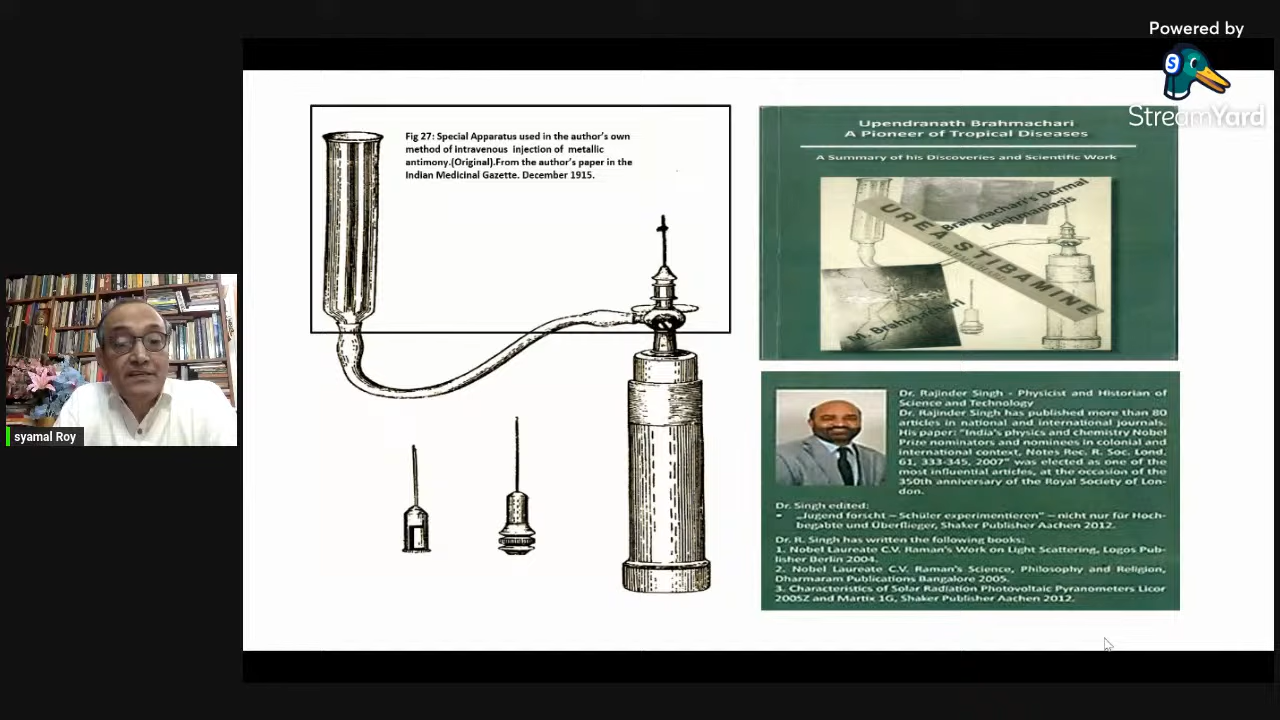 Powered by
S
StreamYard
syamal Roy
Fig 27: Special Apparatus used in the author's own
method of intravenous injection of metallic
antimony.(Original).From the author's paper in the
Indian Medicinal Gazette. December 1915.
Upendranath Brahmachari
A Pioneer of Tropical Diseases
A Summary of his Discoveries and Scientific Work
Brahmachari's Dermal
Leishmaniasis
UREA STIBAMINE
M. Brahmachari
Dr. Rajinder Singh - Physicist and Historian of
Science and Technology
Dr. Rajinder Singh has published more than 80
articles in national and international journals.
His paper: "India's physics and chemistry Nobel
Prize nominators and nominees in colonial and
international context, Notes Rec. R. Soc. Lond.
61, 333-345, 2007" was elected as one of the
most influential articles, at the occasion of the
350th anniversary of the Royal Society of Lon-
don.
Dr. Singh edited:
• „Jugend forscht – Schüler experimentieren" – nicht nur für Hoch-
begabte und Überflieger, Shaker Publisher Aachen 2012.
Dr. R. Singh has written the following books:
1. Nobel Laureate C.V. Raman's Work on Light Scattering, Logos Pub-
lisher Berlin 2004.
2. Nobel Laureate C.V. Raman's Science, Philosophy and Religion,
Dharmaram Publications Bangalore 2005.
3. Characteristics of Solar Radiation Photovoltaic Pyranometers Licor
200SZ and Martix 1G, Shaker Publisher Aachen 2012.